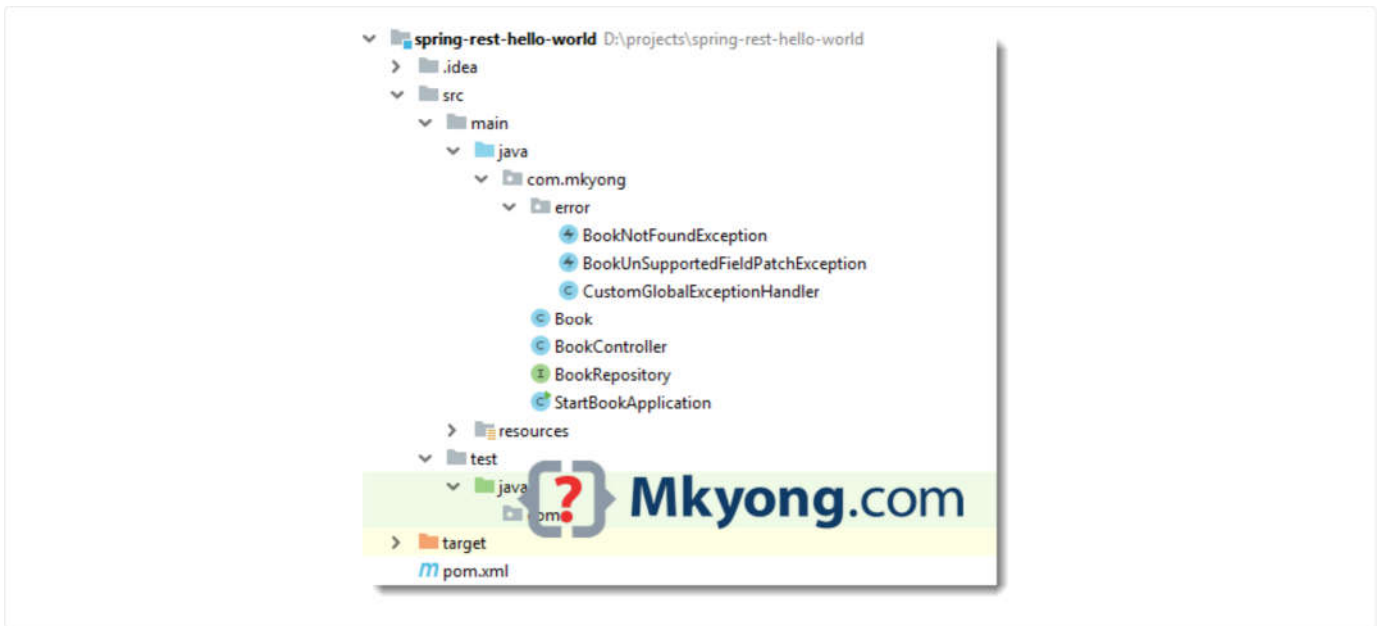 spring-rest-hello-world D:\projects\spring-rest-hello-world
.idea
src
main
java
com.mkyong
error
BookNotFoundException
BookUnSupportedFieldPatchException
CustomGlobalExceptionHandler
Book
BookController
BookRepository
StartBookApplication
resources
test
java
Mkyong.com
target
pom.xml